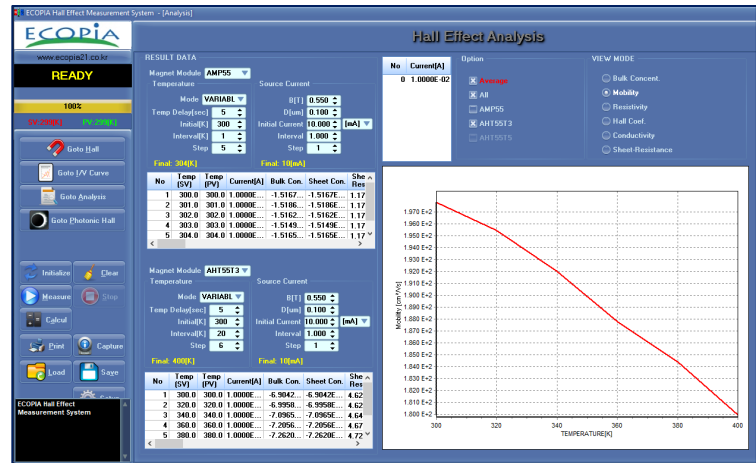 ECOPIA Hall Effect Measurement System - [Analysis]
ECOPIA
www.ecopia21.co.kr
READY
100%
PV:299[K]
Goto Hall
Goto I/V Curve
Goto Analysis
Goto Photonic Hall
Initialize
Clear
Measure
Stop
Calcul
Print
Capture
Load
Save
ECOPIA Hall Effect
Measurement System
Hall Effect Analysis
RESULT DATA
Magnet Module AMP55
Temperature
Source Current
Mode VARIABL
B[T] 0.550
Temp Delay[sec] 5
D[um] 0.100
Initial[K] 300
Initial Current 10.000 [mA]
Interval[K] 1
Interval 1.000
Step 5
Step 1
Final: 304[K]
Final: 10[mA]
No Temp (SV) Temp (PV) Current[A] Bulk Con. Sheet Con. She Res
1 300.0 300.0 1.0000E... -1.5167... -1.5167E... 1.17
2 301.0 301.0 1.0000E... -1.5186... -1.5186E... 1.17
3 302.0 302.0 1.0000E... -1.5162... -1.5162E... 1.17
4 303.0 303.0 1.0000E... -1.5149... -1.5149E... 1.17
5 304.0 304.0 1.0000E... -1.5165... -1.5165E... 1.17
Magnet Module AHT55T3
Temperature
Source Current
Mode VARIABL
B[T] 0.550
Temp Delay[sec] 5
D[um] 0.100
Initial[K] 300
Initial Current 10.000 [mA]
Interval[K] 20
Interval 1.000
Step 6
Step 1
Final: 400[K]
Final: 10[mA]
No Temp (SV) Temp (PV) Current[A] Bulk Con. Sheet Con. She Res
1 300.0 300.0 1.0000E... -6.9042... -6.9042E... 4.62
2 320.0 320.0 1.0000E... -6.9958... -6.9958E... 4.62
3 340.0 340.0 1.0000E... -7.0965... -7.0965E... 4.64
4 360.0 360.0 1.0000E... -7.2056... -7.2056E... 4.67
5 380.0 380.0 1.0000E... -7.2620... -7.2620E... 4.72
No Current[A]
0 1.0000E-02
Option
Average
All
AMP55
AHT55T3
AHT55T5
VIEW MODE
Bulk Concent.
Mobility
Resistivity
Hall Coef.
Conductivity
Sheet-Resistance
Mobility [cm²/Vs]
1.970 E+2
1.960 E+2
1.950 E+2
1.940 E+2
1.930 E+2
1.920 E+2
1.910 E+2
1.900 E+2
1.890 E+2
1.880 E+2
1.870 E+2
1.860 E+2
1.850 E+2
1.840 E+2
1.830 E+2
1.820 E+2
1.810 E+2
1.800 E+2
300 320 340 360 380 400
TEMPERATURE[K]